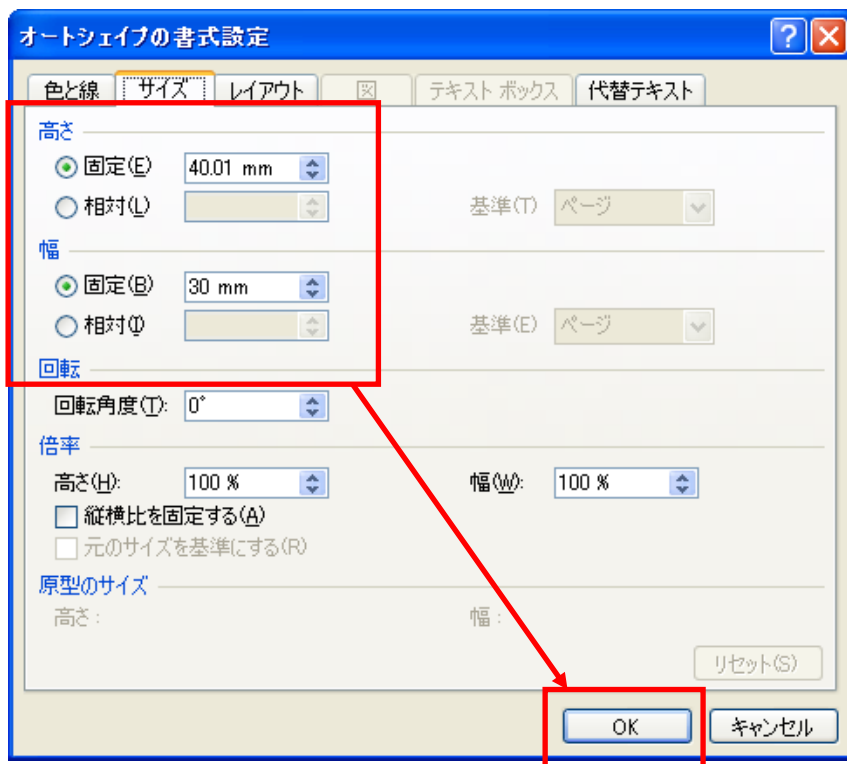 オートシェイプの書式設定
色と線 サイズ レイアウト 図 テキスト ボックス 代替テキスト
高さ
固定(E) 40.01 mm
相対(L) 基準(T) ページ
幅
固定(B) 30 mm
相対(I) 基準(E) ページ
回転
回転角度(T): 0°
倍率
高さ(H): 100 % 幅(W): 100 %
縦横比を固定する(A)
元のサイズを基準にする(R)
原型のサイズ
高さ: 幅:
リセット(S)
OK キャンセル